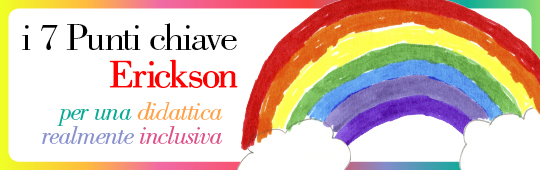 i 7 Punti chiave
Erickson
per una didattica
realmente inclusiva